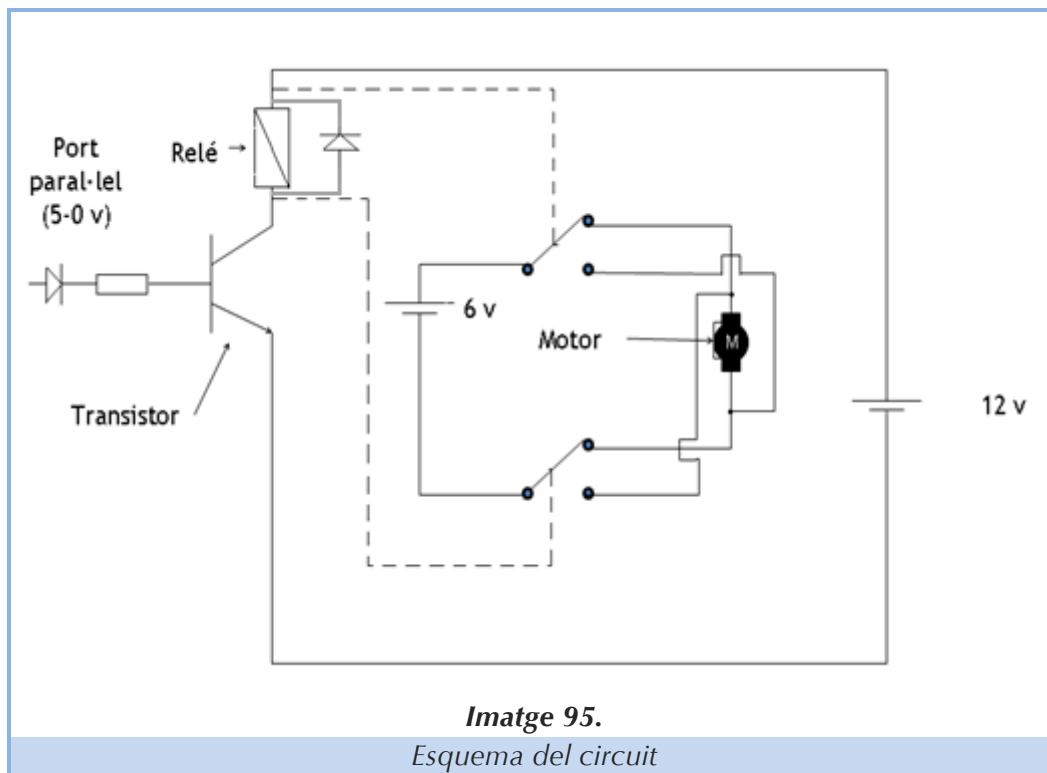 Port
paral·lel
(5-0 v)
Relé
Transistor
6 v
Motor
M
12 v
Imatge 95.
Esquema del circuit